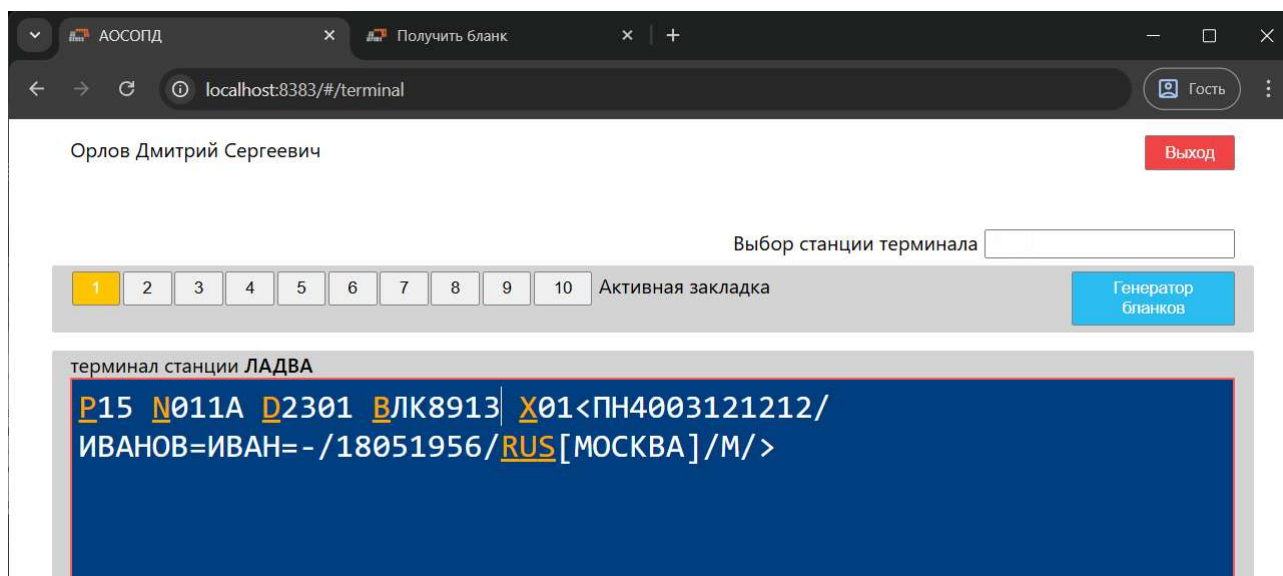 АОСОПД
Получить бланк
localhost:8383/#/terminal
Гость
Орлов Дмитрий Сергеевич
Выход
Выбор станции терминала
1 2 3 4 5 6 7 8 9 10 Активная закладка
Генератор
бланков
терминал станции ЛАДВА
P15 N011А D2301 BЛК8913 X01<ПН4003121212/
ИВАНОВ=ИВАН=-/18051956/RUS[МОСКВА]/М/>